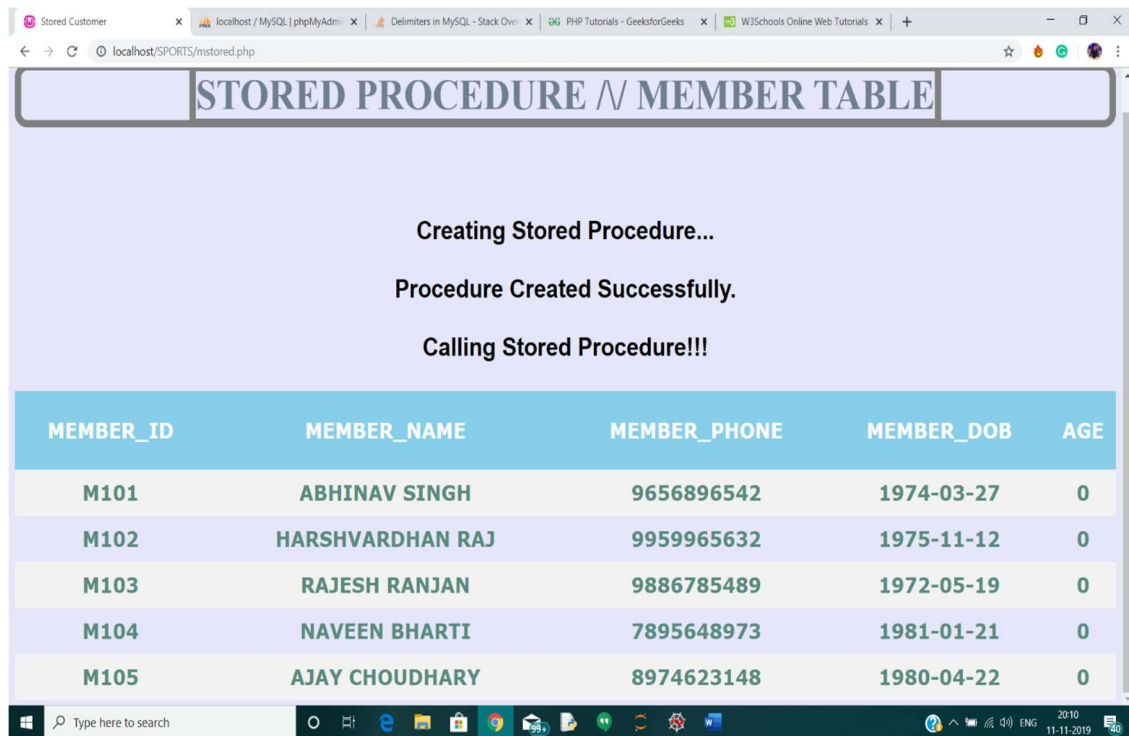 Stored Customer
localhost / MySQL | phpMyAdmi
Delimiters in MySQL - Stack Over
PHP Tutorials - GeeksforGeeks
W3Schools Online Web Tutorials
localhost/SPORTS/mstored.php
STORED PROCEDURE /\/ MEMBER TABLE
Creating Stored Procedure...
Procedure Created Successfully.
Calling Stored Procedure!!!
MEMBER_ID MEMBER_NAME MEMBER_PHONE MEMBER_DOB AGE
M101 ABHINAV SINGH 9656896542 1974-03-27 0
M102 HARSHVARDHAN RAJ 9959965632 1975-11-12 0
M103 RAJESH RANJAN 9886785489 1972-05-19 0
M104 NAVEEN BHARTI 7895648973 1981-01-21 0
M105 AJAY CHOUDHARY 8974623148 1980-04-22 0
Type here to search
99+
ENG
20:10
11-11-2019
40